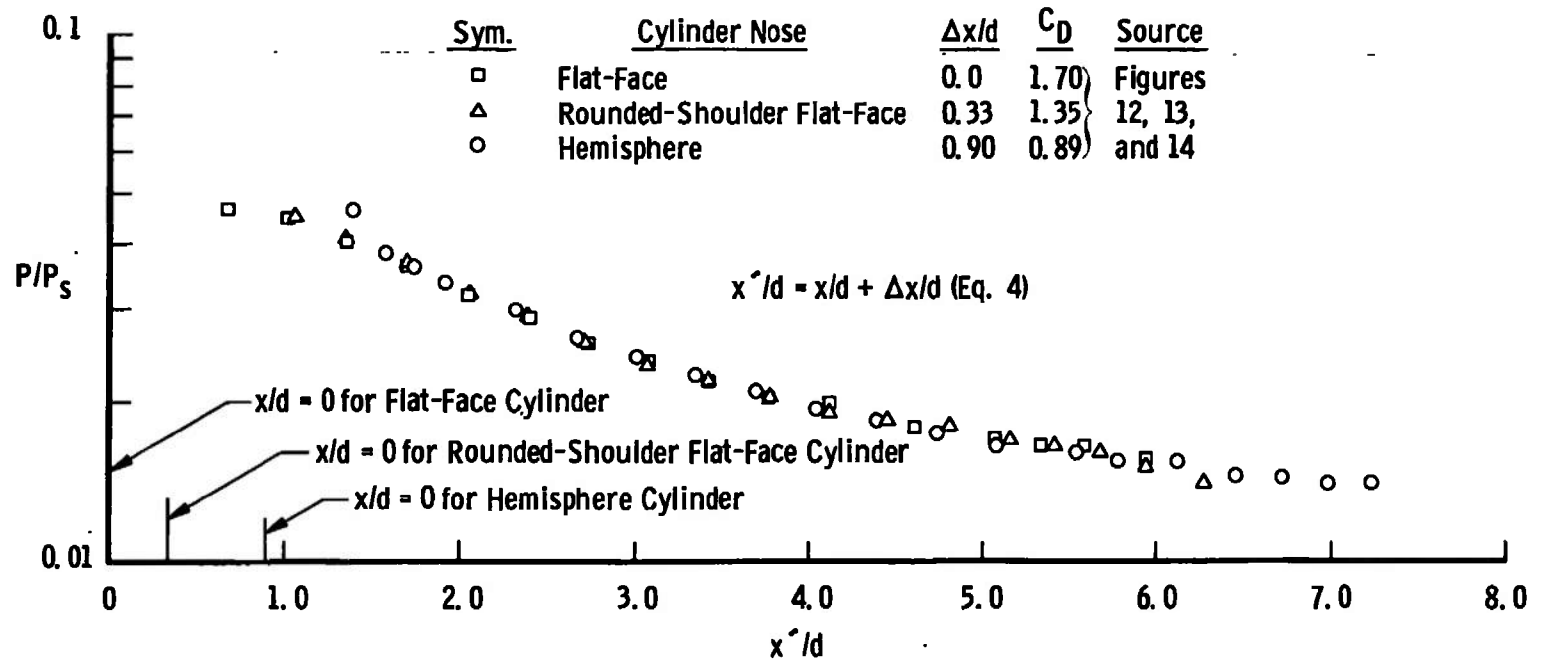 0.1
Sym. Cylinder Nose Δx/d C_D Source
Flat-Face 0.0 1.70 Figures
Rounded-Shoulder Flat-Face 0.33 1.35 12, 13,
Hemisphere 0.90 0.89 and 14
P/P_s
x´/d = x/d + Δx/d (Eq. 4)
x/d = 0 for Flat-Face Cylinder
x/d = 0 for Rounded-Shoulder Flat-Face Cylinder
x/d = 0 for Hemisphere Cylinder
0.01
0 1.0 2.0 3.0 4.0 5.0 6.0 7.0 8.0
x´/d